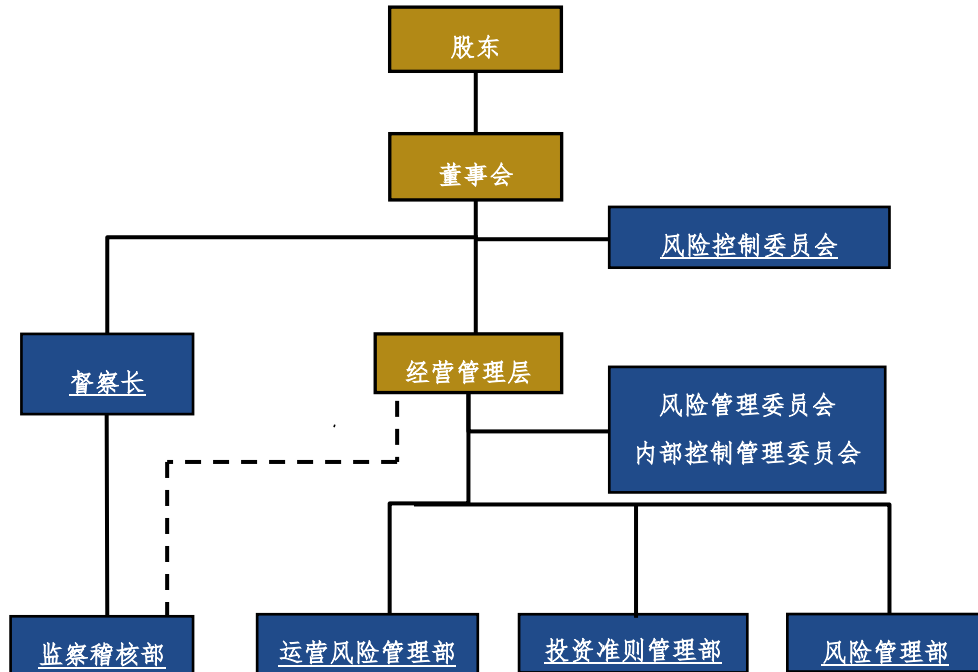 股东
董事会
风险控制委员会
督察长
经营管理层
风险管理委员会
内部控制管理委员会
监察稽核部
运营风险管理部
投资准则管理部
风险管理部